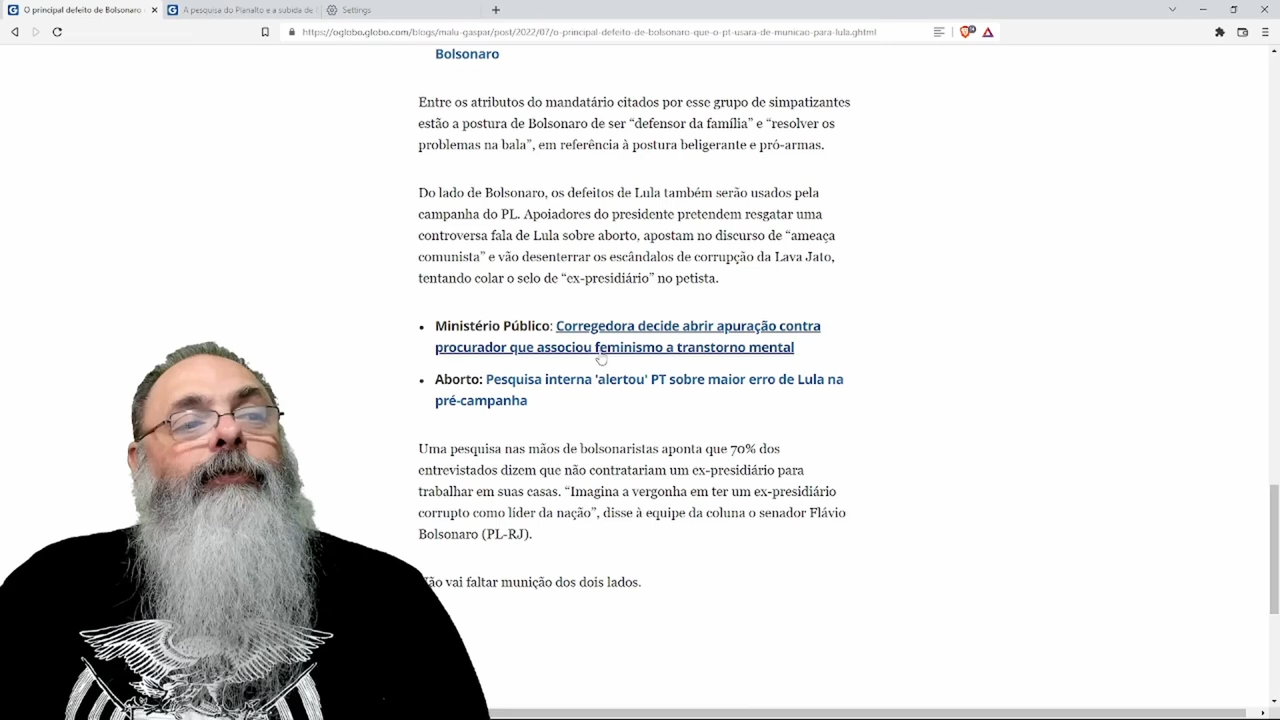 O principal defeito de Bolsonaro
A pesquisa do Planalto e a subida de
Settings
https://oglobo.globo.com/blogs/malu-gaspar/post/2022/07/o-principal-defeito-de-bolsonaro-que-o-pt-usara-de-municao-para-lula.ghtml
Bolsonaro
Entre os atributos do mandatário citados por esse grupo de simpatizantes
estão a postura de Bolsonaro de ser “defensor da família” e “resolver os
problemas na bala”, em referência à postura beligerante e pró-armas.
Do lado de Bolsonaro, os defeitos de Lula também serão usados pela
campanha do PL. Apoiadores do presidente pretendem resgatar uma
controversa fala de Lula sobre aborto, apostam no discurso de “ameaça
comunista” e vão desenterrar os escândalos de corrupção da Lava Jato,
tentando colar o selo de “ex-presidiário” no petista.
• Ministério Público: Corregedora decide abrir apuração contra
procurador que associou feminismo a transtorno mental
• Aborto: Pesquisa interna 'alertou' PT sobre maior erro de Lula na
pré-campanha
Uma pesquisa nas mãos de bolsonaristas aponta que 70% dos
entrevistados dizem que não contratariam um ex-presidiário para
trabalhar em suas casas. “Imagina a vergonha em ter um ex-presidiário
corrupto como líder da nação”, disse à equipe da coluna o senador Flávio
Bolsonaro (PL-RJ).
vai faltar munição dos dois lados.